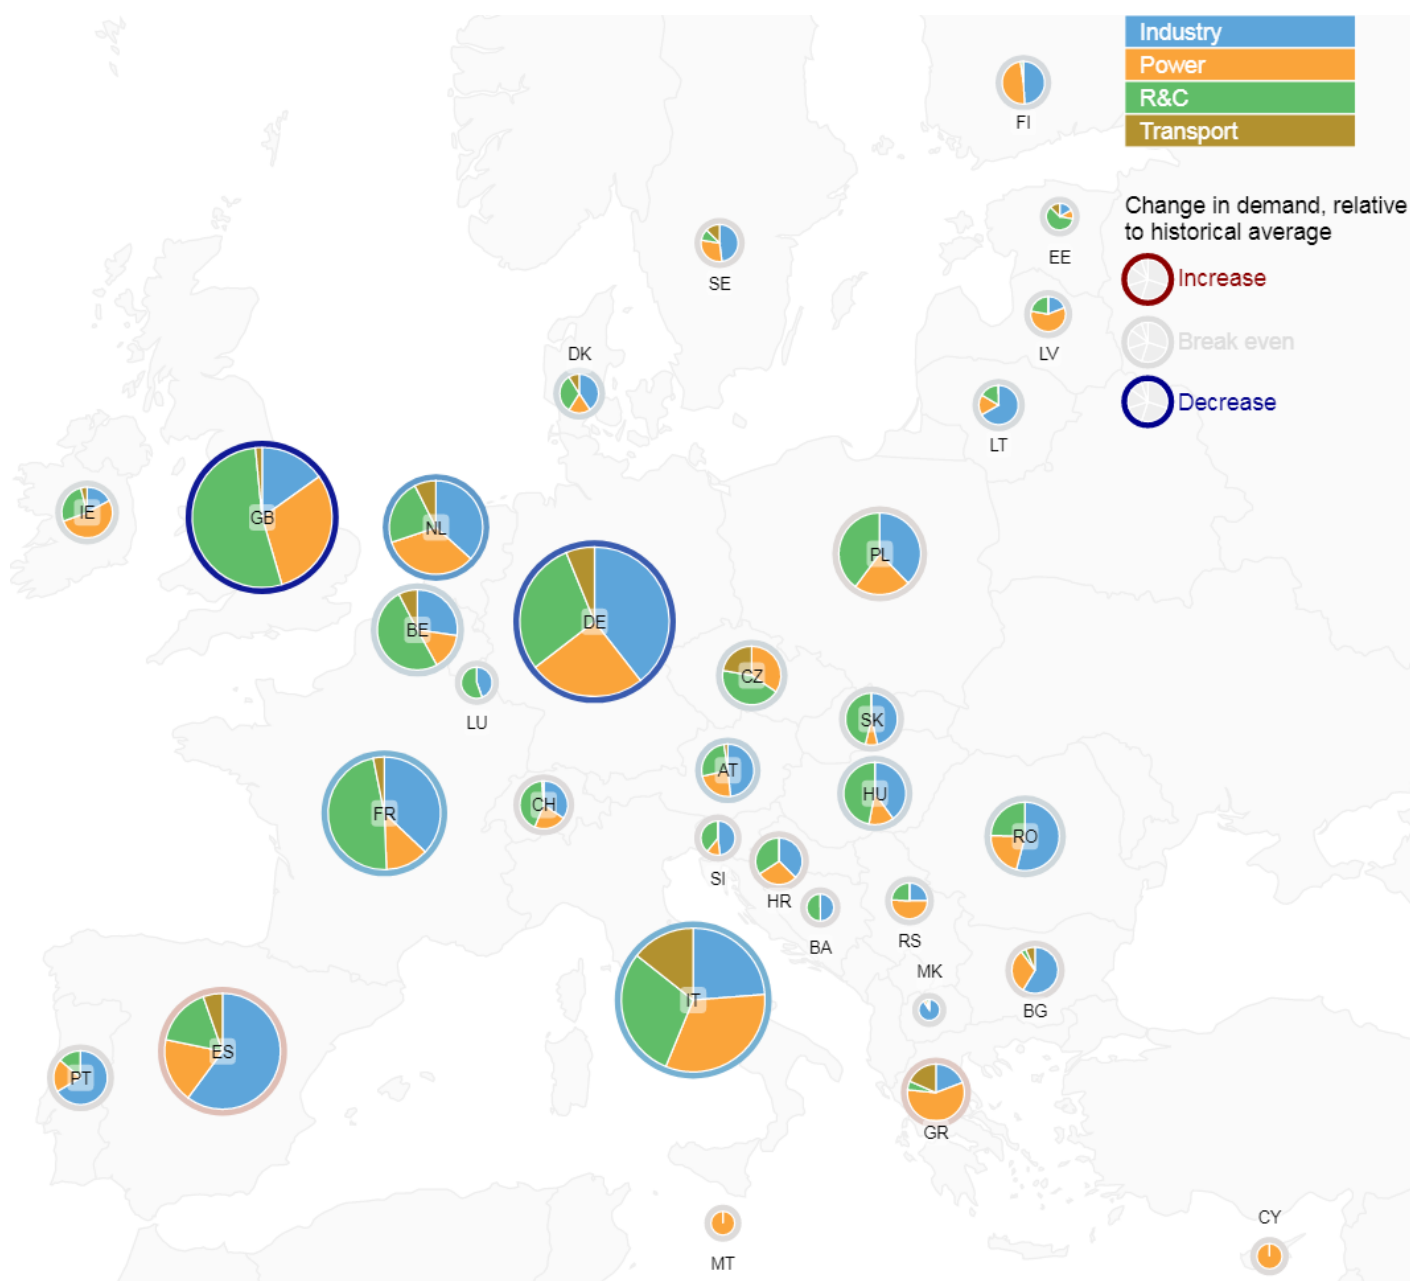 Industry
Power
R&C
Transport
Change in demand, relative
to historical average
Increase
Break even
Decrease
FI
EE
SE
LV
DK
LT
IE
GB
NL
PL
BE
DE
CZ
LU
SK
AT
HU
FR
CH
RO
SI
HR
BA
RS
MK
BG
IT
ES
PT
GR
CY
MT